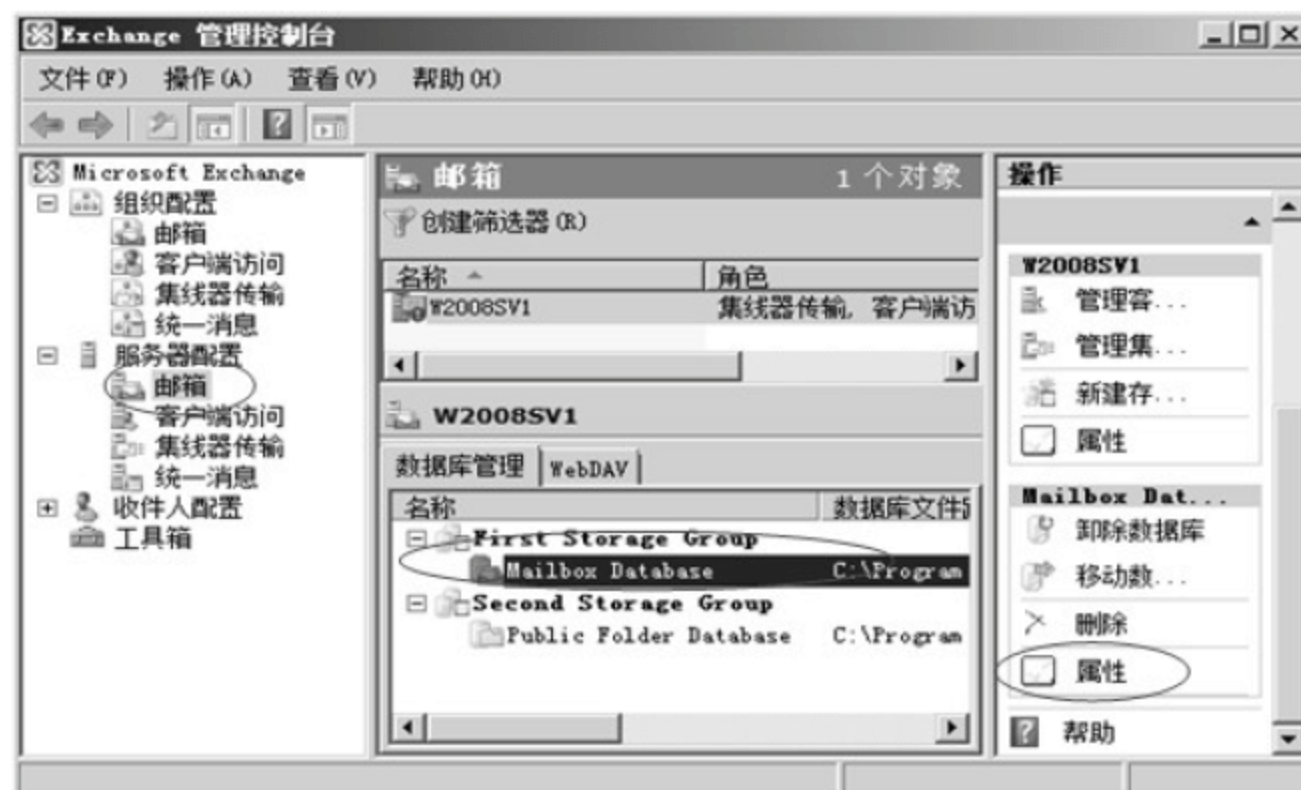 Exchange 管理控制台
文件(F) 操作(A) 查看(V) 帮助(H)
Microsoft Exchange
组织配置
邮箱
客户端访问
集线器传输
统一消息
服务器配置
邮箱
客户端访问
集线器传输
统一消息
收件人配置
工具箱
邮箱 1 个对象
创建筛选器(R)
名称 角色
W2008SV1 集线器传输, 客户端访
W2008SV1
数据库管理 WebDAV
名称 数据库文件路
First Storage Group
Mailbox Database C:\Program
Second Storage Group
Public Folder Database C:\Program
操作
W2008SV1
管理客...
管理集...
新建存...
属性
Mailbox Dat...
卸除数据库
移动数...
删除
属性
帮助